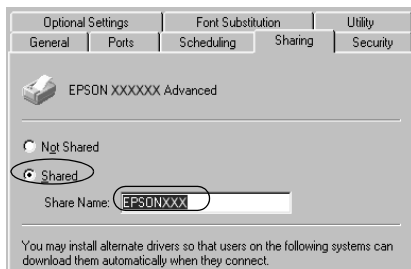 Optional Settings Font Substitution Utility
General Ports Scheduling Sharing Security
EPSON XXXXXX Advanced
Not Shared
Shared
Share Name: EPSONXXX
You may install alternate drivers so that users on the following systems can
download them automatically when they connect.